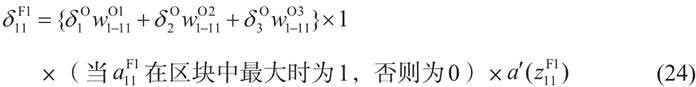 δ₁₁^F1 = {δ₁^O w₁₋₁₁^O1 + δ₂^O w₁₋₁₁^O2 + δ₃^O w₁₋₁₁^O3} × 1
×（当 a₁₁^F1 在区块中最大时为1，否则为0）× a′(z₁₁^F1) (24)